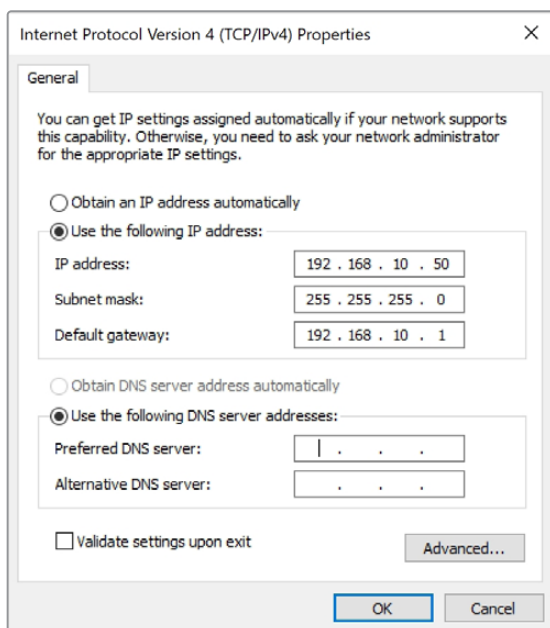 Internet Protocol Version 4 (TCP/IPv4) Properties
General
You can get IP settings assigned automatically if your network supports
this capability. Otherwise, you need to ask your network administrator
for the appropriate IP settings.
Obtain an IP address automatically
Use the following IP address:
IP address: 192 . 168 . 10 . 50
Subnet mask: 255 . 255 . 255 . 0
Default gateway: 192 . 168 . 10 . 1
Obtain DNS server address automatically
Use the following DNS server addresses:
Preferred DNS server: . . .
Alternative DNS server: . . .
Validate settings upon exit
Advanced...
OK Cancel